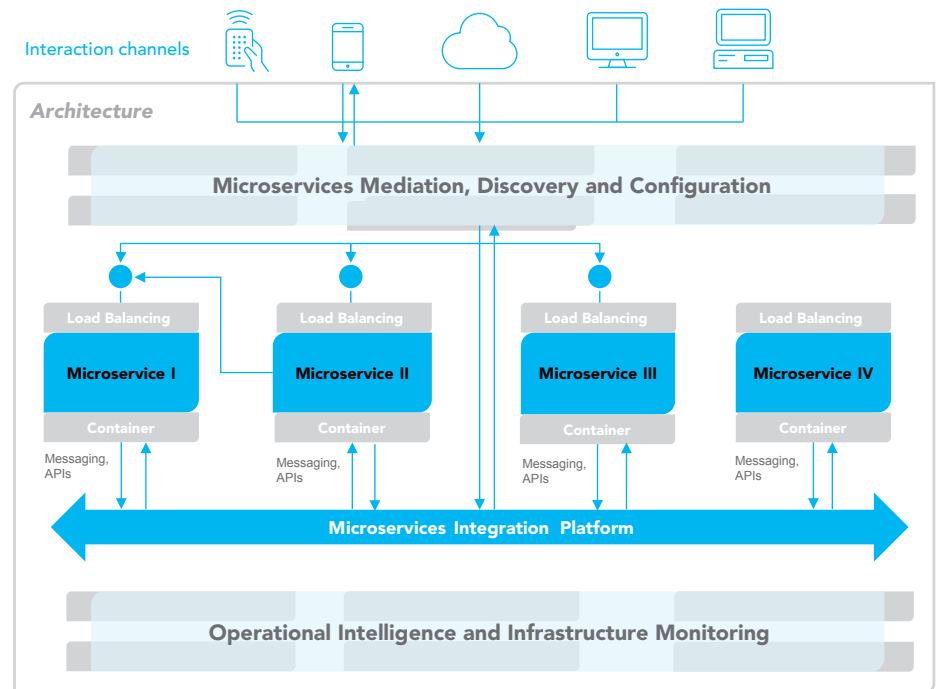 Interaction channels
Architecture
Microservices Mediation, Discovery and Configuration
Load Balancing
Load Balancing
Load Balancing
Load Balancing
Microservice I
Microservice II
Microservice III
Microservice IV
Container
Container
Container
Container
Messaging,
APIs
Messaging,
APIs
Messaging,
APIs
Messaging,
APIs
Microservices Integration Platform
Operational Intelligence and Infrastructure Monitoring